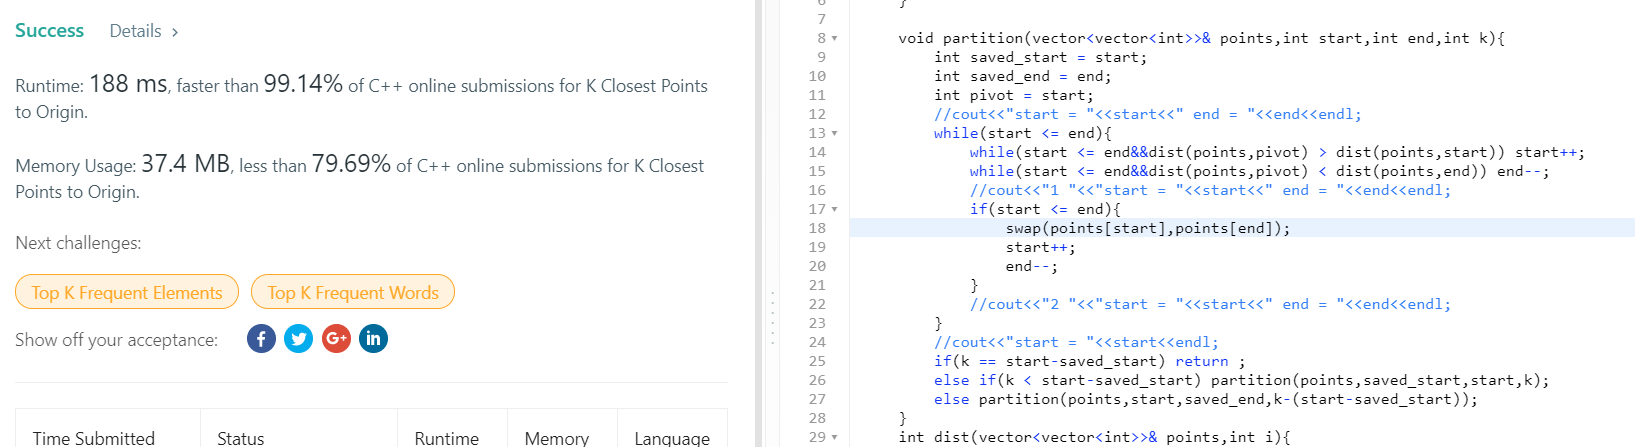 Success Details >
Runtime: 188 ms, faster than 99.14% of C++ online submissions for K Closest Points
to Origin.
Memory Usage: 37.4 MB, less than 79.69% of C++ online submissions for K Closest
Points to Origin.
Next challenges:
Top K Frequent Elements Top K Frequent Words
Show off your acceptance: f G+ in
Time Submitted Status Runtime Memory Language
6 }
7
8 void partition(vector<vector<int>>& points,int start,int end,int k){
9 int saved_start = start;
10 int saved_end = end;
11 int pivot = start;
12 //cout<<"start = "<<start<<" end = "<<end<<endl;
13 while(start <= end){
14 while(start <= end&&dist(points,pivot) > dist(points,start)) start++;
15 while(start <= end&&dist(points,pivot) < dist(points,end)) end--;
16 //cout<<"1 "<<"start = "<<start<<" end = "<<end<<endl;
17 if(start <= end){
18 swap(points[start],points[end]);
19 start++;
20 end--;
21 }
22 //cout<<"2 "<<"start = "<<start<<" end = "<<end<<endl;
23 }
24 //cout<<"start = "<<start<<endl;
25 if(k == start-saved_start) return ;
26 else if(k < start-saved_start) partition(points,saved_start,start,k);
27 else partition(points,start,saved_end,k-(start-saved_start));
28 }
29 int dist(vector<vector<int>>& points,int i){